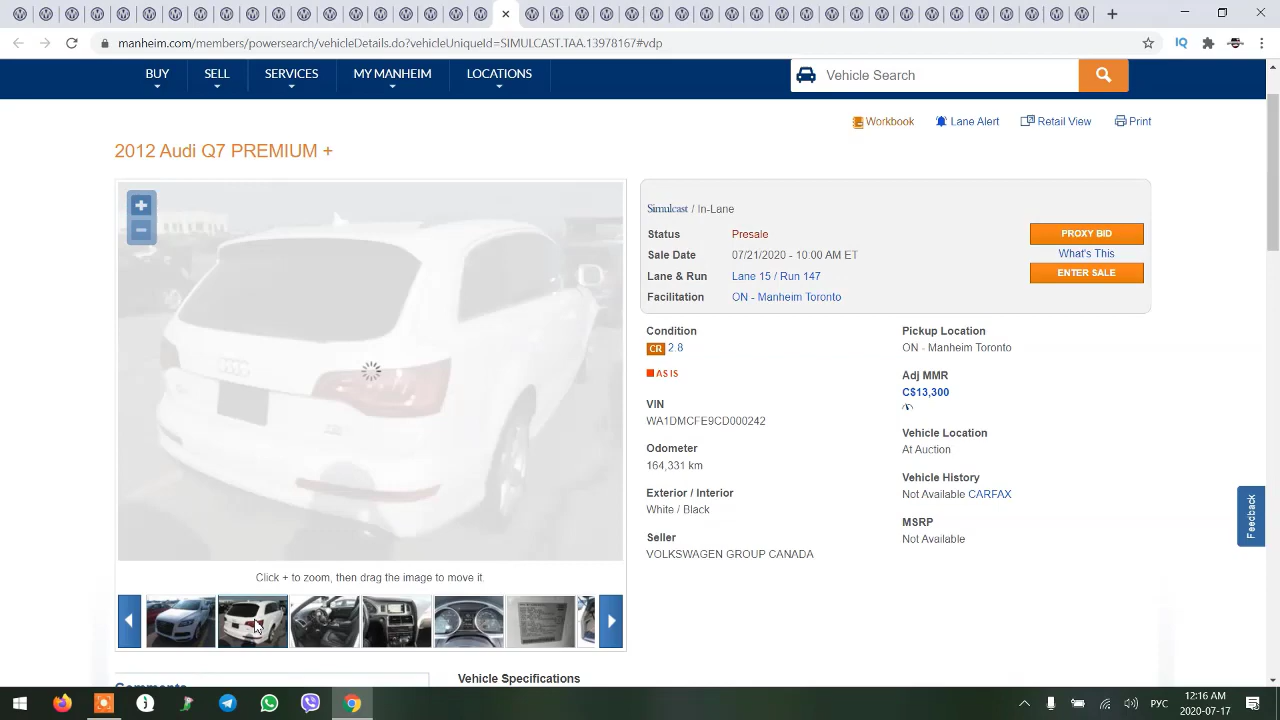 manheim.com/members/powersearch/vehicleDetails.do?vehicleUniqueId=SIMULCAST.TAA.13978167#vdp
IQ
BUY SELL SERVICES MY MANHEIM LOCATIONS
Vehicle Search
Workbook Lane Alert Retail View Print
2012 Audi Q7 PREMIUM +
Simulcast / In-Lane
Status Presale
PROXY BID
Sale Date 07/21/2020 - 10:00 AM ET
What's This
Lane & Run Lane 15 / Run 147
ENTER SALE
Facilitation ON - Manheim Toronto
Condition
CR 2.8
AS IS
VIN
WA1DMCFE9CD000242
Odometer
164,331 km
Exterior / Interior
White / Black
Seller
VOLKSWAGEN GROUP CANADA
Pickup Location
ON - Manheim Toronto
Adj MMR
C$13,300
Vehicle Location
At Auction
Vehicle History
Not Available CARFAX
MSRP
Not Available
Feedback
Click + to zoom, then drag the image to move it.
Comments
Vehicle Specifications
РУС
12:16 AM
2020-07-17